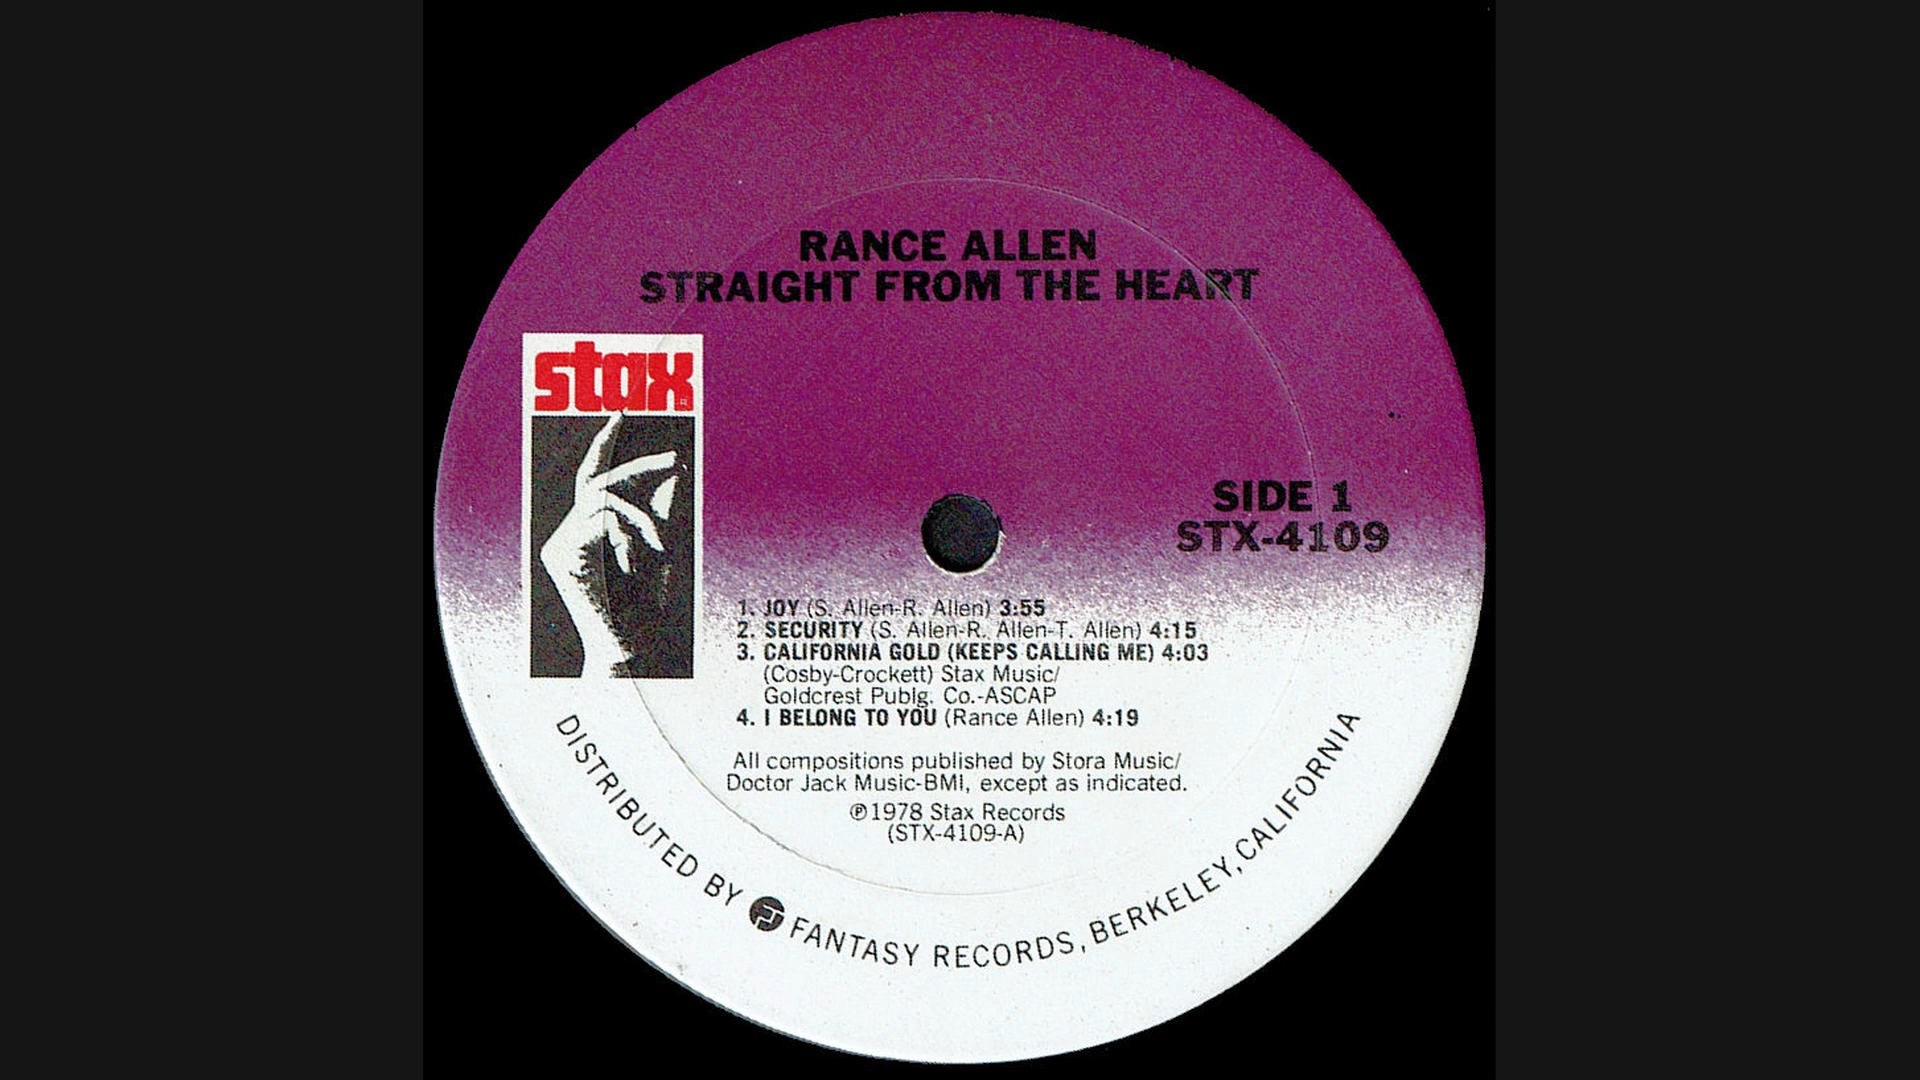 RANCE ALLEN
STRAIGHT FROM THE HEART
stax
®
SIDE 1
STX-4109
1. JOY (S. Allen-R. Allen) 3:55
2. SECURITY (S. Allen-R. Allen-T. Allen) 4:15
3. CALIFORNIA GOLD (KEEPS CALLING ME) 4:03
(Cosby-Crockett) Stax Music/
Goldcrest Publg. Co.-ASCAP
4. I BELONG TO YOU (Rance Allen) 4:19
All compositions published by Stora Music/
Doctor Jack Music-BMI, except as indicated.
℗1978 Stax Records
(STX-4109-A)
DISTRIBUTED BY FANTASY RECORDS, BERKELEY, CALIFORNIA